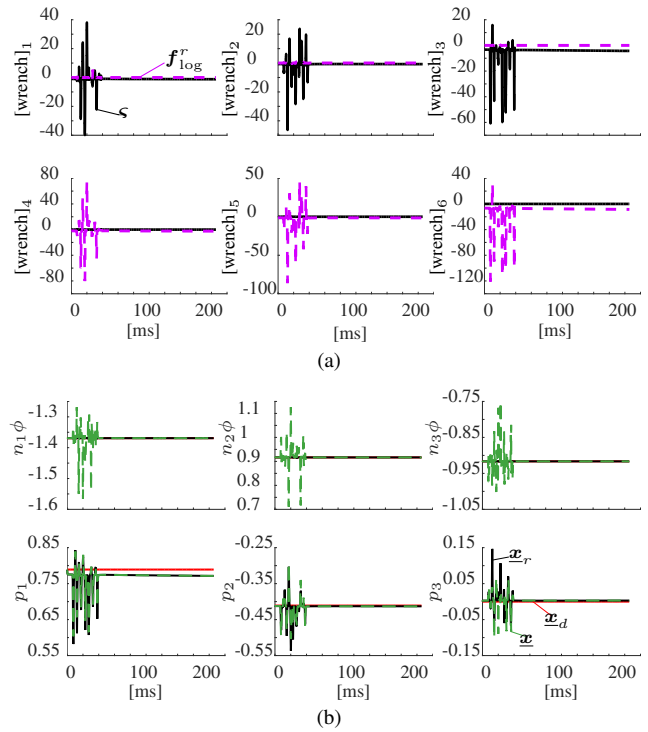 [wrench]₁ 40 20 0 20 40 f^r_log ς
[wrench]₂ 40 20 0 -20 -40 -60
[wrench]₃ 20 0 -20 -40 -60
[wrench]₄ 80 40 0 -40 -80 0 100 200 [ms]
[wrench]₅ 50 0 -50 -100 0 100 200 [ms]
[wrench]₆ 40 0 -40 -80 -120 0 100 200 [ms]
(a)
n₁ϕ -1.3 -1.4 -1.5 -1.6
n₂ϕ 1.1 1 0.9 0.8 0.7
n₃ϕ -0.75 -0.85 -0.95 -1.05
p₁ 0.85 0.75 0.65 0.55 0 100 200 [ms]
p₂ -0.25 -0.35 -0.45 -0.55 0 100 200 [ms]
p₃ 0.15 0.05 -0.05 -0.15 x_r x_d x 0 100 200 [ms]
(b)